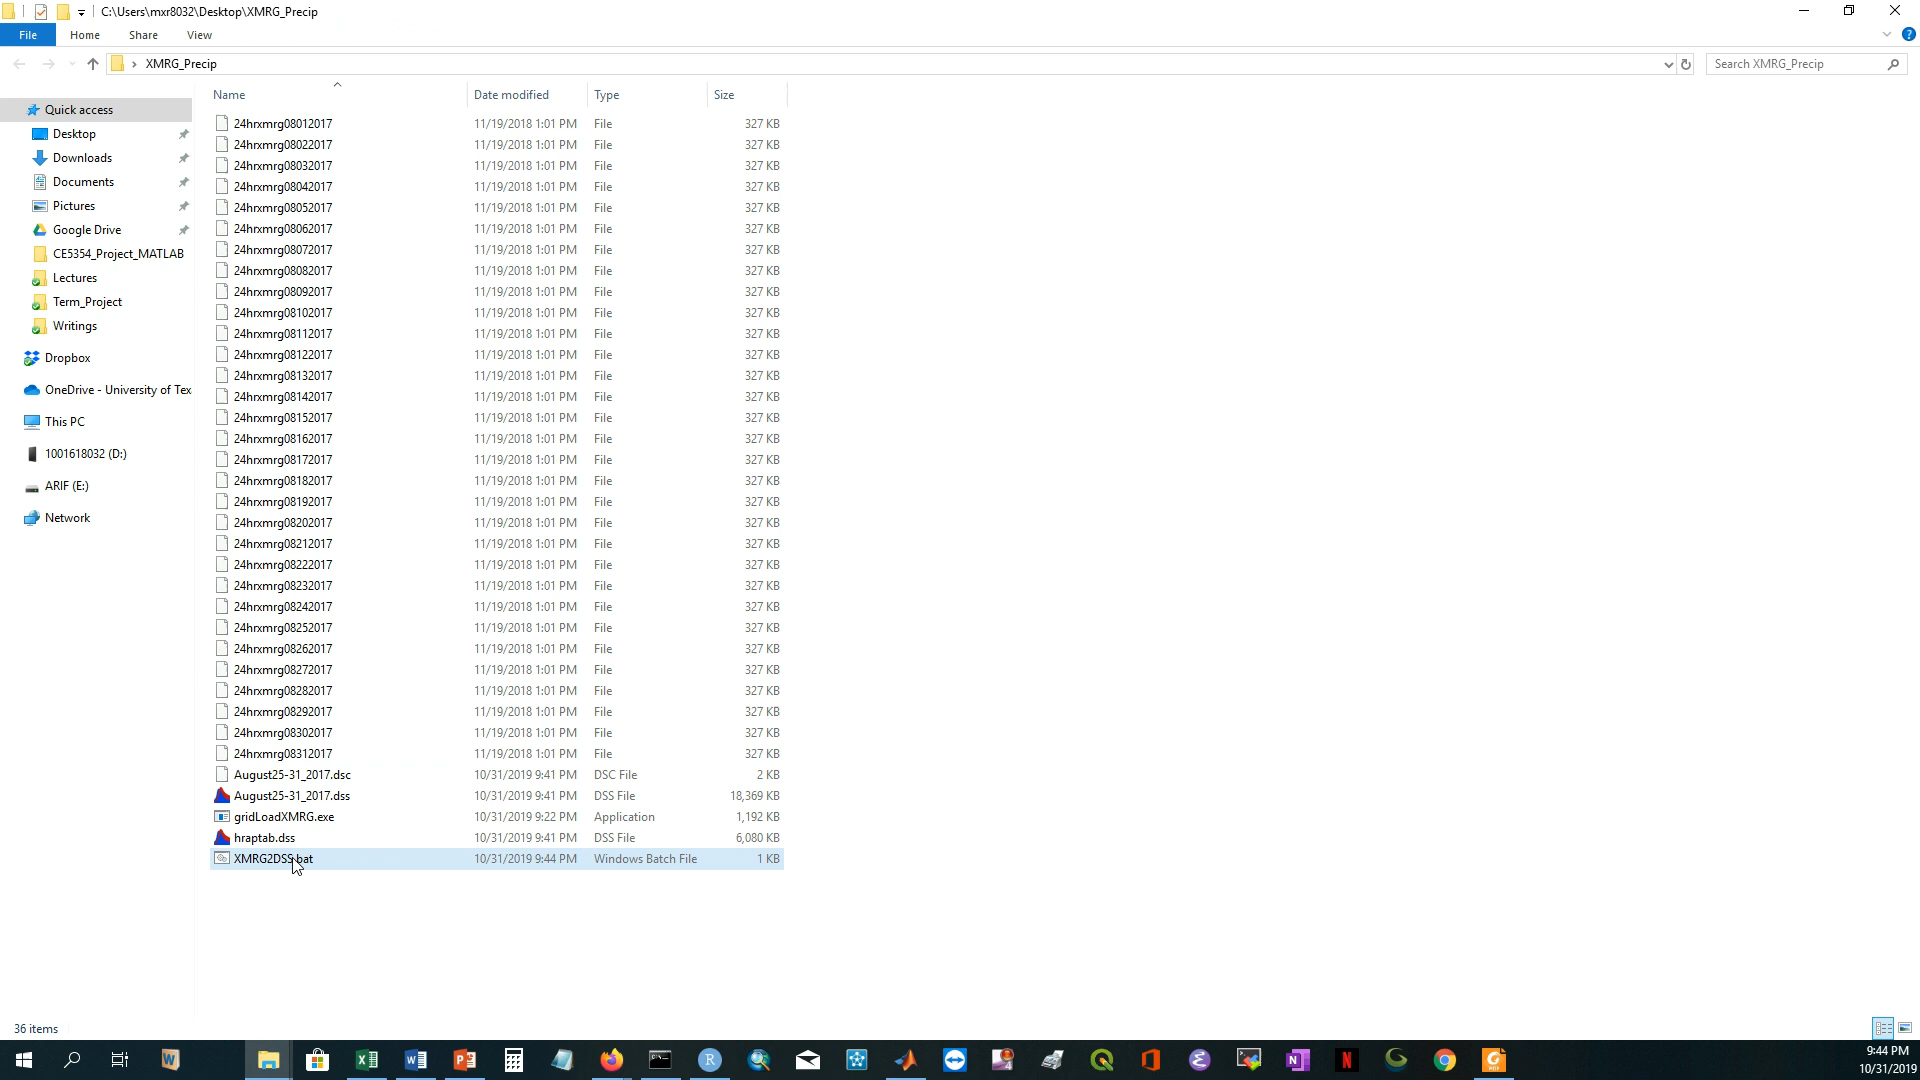 C:\Users\mxr8032\Desktop\XMRG_Precip
File Home Share View
XMRG_Precip
Search XMRG_Precip
Name Date modified Type Size
Quick access
Desktop
Downloads
Documents
Pictures
Google Drive
CE5354_Project_MATLAB
Lectures
Term_Project
Writings
Dropbox
OneDrive - University of Tex
This PC
1001618032 (D:)
ARIF (E:)
Network
24hrxmrg08012017 11/19/2018 1:01 PM File 327 KB
24hrxmrg08022017 11/19/2018 1:01 PM File 327 KB
24hrxmrg08032017 11/19/2018 1:01 PM File 327 KB
24hrxmrg08042017 11/19/2018 1:01 PM File 327 KB
24hrxmrg08052017 11/19/2018 1:01 PM File 327 KB
24hrxmrg08062017 11/19/2018 1:01 PM File 327 KB
24hrxmrg08072017 11/19/2018 1:01 PM File 327 KB
24hrxmrg08082017 11/19/2018 1:01 PM File 327 KB
24hrxmrg08092017 11/19/2018 1:01 PM File 327 KB
24hrxmrg08102017 11/19/2018 1:01 PM File 327 KB
24hrxmrg08112017 11/19/2018 1:01 PM File 327 KB
24hrxmrg08122017 11/19/2018 1:01 PM File 327 KB
24hrxmrg08132017 11/19/2018 1:01 PM File 327 KB
24hrxmrg08142017 11/19/2018 1:01 PM File 327 KB
24hrxmrg08152017 11/19/2018 1:01 PM File 327 KB
24hrxmrg08162017 11/19/2018 1:01 PM File 327 KB
24hrxmrg08172017 11/19/2018 1:01 PM File 327 KB
24hrxmrg08182017 11/19/2018 1:01 PM File 327 KB
24hrxmrg08192017 11/19/2018 1:01 PM File 327 KB
24hrxmrg08202017 11/19/2018 1:01 PM File 327 KB
24hrxmrg08212017 11/19/2018 1:01 PM File 327 KB
24hrxmrg08222017 11/19/2018 1:01 PM File 327 KB
24hrxmrg08232017 11/19/2018 1:01 PM File 327 KB
24hrxmrg08242017 11/19/2018 1:01 PM File 327 KB
24hrxmrg08252017 11/19/2018 1:01 PM File 327 KB
24hrxmrg08262017 11/19/2018 1:01 PM File 327 KB
24hrxmrg08272017 11/19/2018 1:01 PM File 327 KB
24hrxmrg08282017 11/19/2018 1:01 PM File 327 KB
24hrxmrg08292017 11/19/2018 1:01 PM File 327 KB
24hrxmrg08302017 11/19/2018 1:01 PM File 327 KB
24hrxmrg08312017 11/19/2018 1:01 PM File 327 KB
August25-31_2017.dsc 10/31/2019 9:41 PM DSC File 2 KB
August25-31_2017.dss 10/31/2019 9:41 PM DSS File 18,369 KB
gridLoadXMRG.exe 10/31/2019 9:22 PM Application 1,192 KB
hraptab.dss 10/31/2019 9:41 PM DSS File 6,080 KB
XMRG2DSS.bat 10/31/2019 9:44 PM Windows Batch File 1 KB
36 items
9:44 PM
10/31/2019